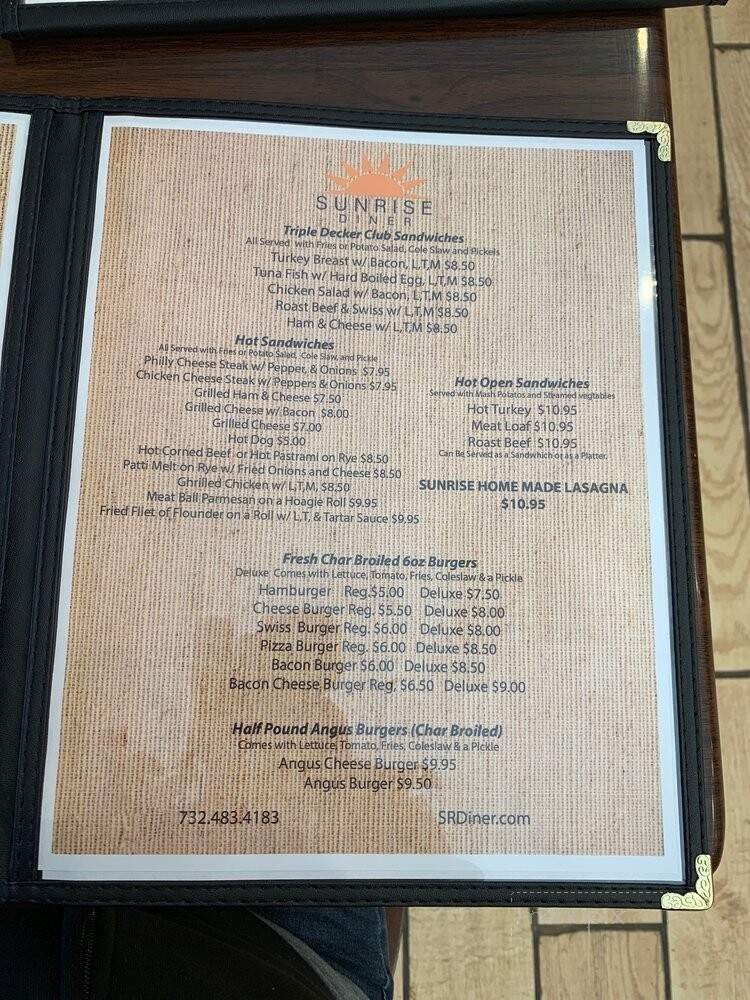 SUNRISE
DINER
Triple Decker Club Sandwiches
All Served with Fries or Potato Salad, Cole Slaw and Pickels
Turkey Breast w/ Bacon, L,T,M $8.50
Tuna Fish w/ Hard Boiled Egg, L,T,M $8.50
Chicken Salad w/ Bacon, L,T,M $8.50
Roast Beef & Swiss w/ L,T,M $8.50
Ham & Cheese w/ L,T,M $8.50
Hot Sandwiches
All Served with Fries or Potato Salad, Cole Slaw, and Pickle
Philly Cheese Steak w/ Pepper, & Onions $7.95
Chicken Cheese Steak w/ Peppers & Onions $7.95
Grilled Ham & Cheese $7.50
Grilled Cheese w/ Bacon $8.00
Grilled Cheese $7.00
Hot Dog $5.00
Hot Corned Beef or Hot Pastrami on Rye $8.50
Patti Melt on Rye w/ Fried Onions and Cheese $8.50
Ghrilled Chicken w/ L,T,M, $8.50
Meat Ball Parmesan on a Hoagie Roll $9.95
Fried Fllet of Flounder on a Roll w/ L,T, & Tartar Sauce $9.95
Hot Open Sandwiches
Served with Mash Potatos and Steamed vegtables
Hot Turkey $10.95
Meat Loaf $10.95
Roast Beef $10.95
Can Be Served as a Sandwhich or as a Platter.
SUNRISE HOME MADE LASAGNA
$10.95
Fresh Char Broiled 6oz Burgers
Deluxe Comes with Lettuce, Tomato, Fries, Coleslaw & a Pickle
Hamburger Reg.$5.00 Deluxe $7.50
Cheese Burger Reg. $5.50 Deluxe $8.00
Swiss Burger Reg. $6.00 Deluxe $8.00
Pizza Burger Reg. $6.00 Deluxe $8.50
Bacon Burger $6.00 Deluxe $8.50
Bacon Cheese Burger Reg. $6.50 Deluxe $9.00
Half Pound Angus Burgers (Char Broiled)
Comes with Lettuce, Tomato, Fries, Coleslaw & a Pickle
Angus Cheese Burger $9.95
Angus Burger $9.50
732.483.4183
SRDiner.com